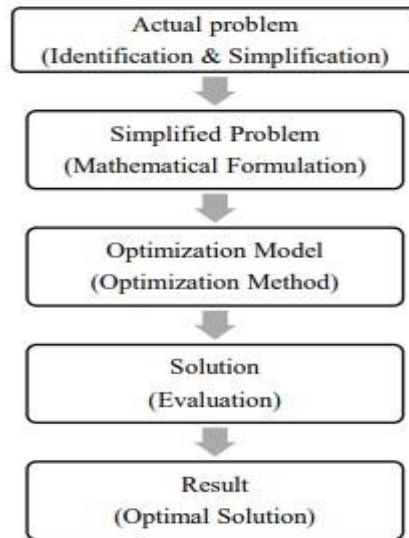 Actual problem
(Identification & Simplification)
Simplified Problem
(Mathematical Formulation)
Optimization Model
(Optimization Method)
Solution
(Evaluation)
Result
(Optimal Solution)